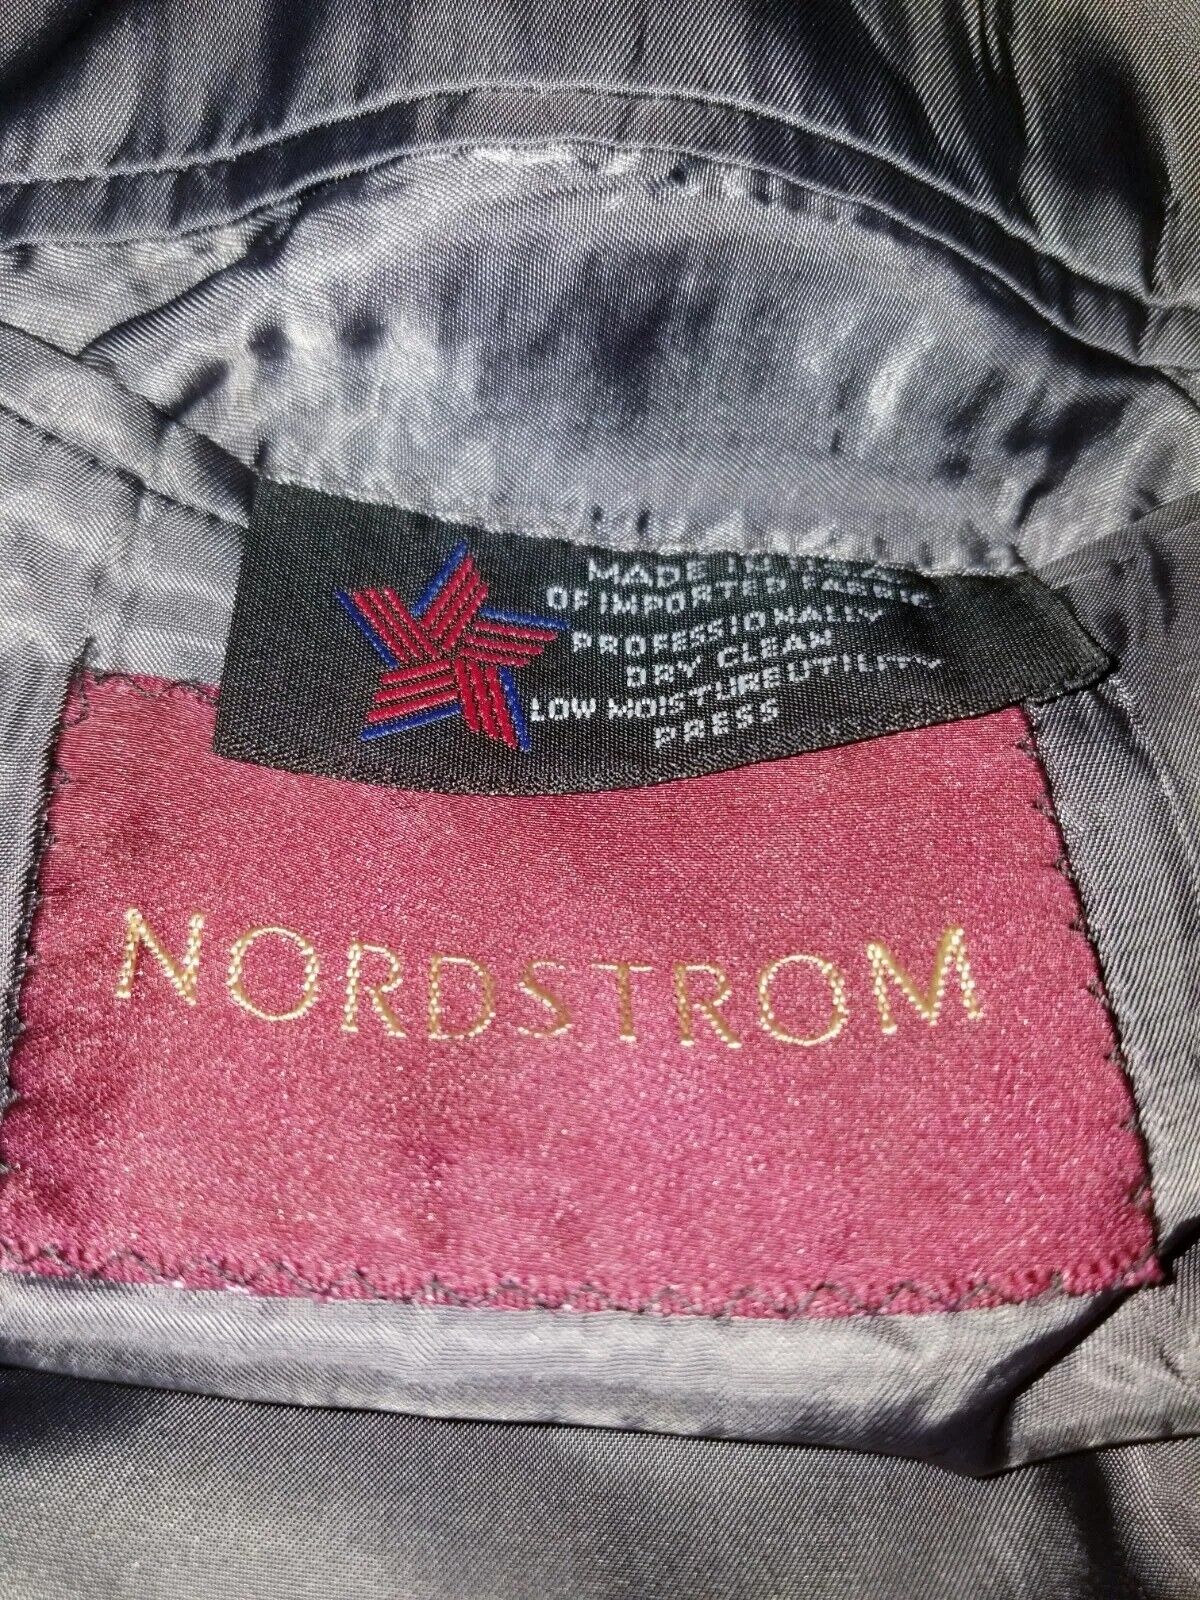 MADE IN
OF IMPORTED FABRIC
PROFESSIONALLY
DRY CLEAN
LOW MOISTURE UTILITY
PRESS
NORDSTROM